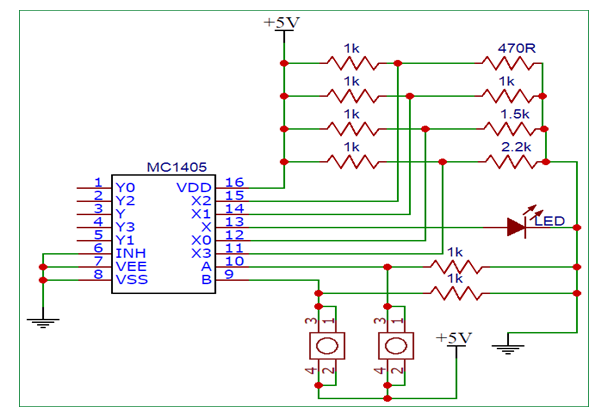 +5V
1k 470R
1k 1k
1k 1.5k
1k 2.2k
MC1405
1 Y0 VDD 16
2 Y2 X2 15
3 Y X1 14
4 Y3 X 13
5 Y1 X0 12
6 INH X3 11
7 VEE A 10
8 VSS B 9
LED
1k
1k
3 1 3 1
+5V
4 2 4 2